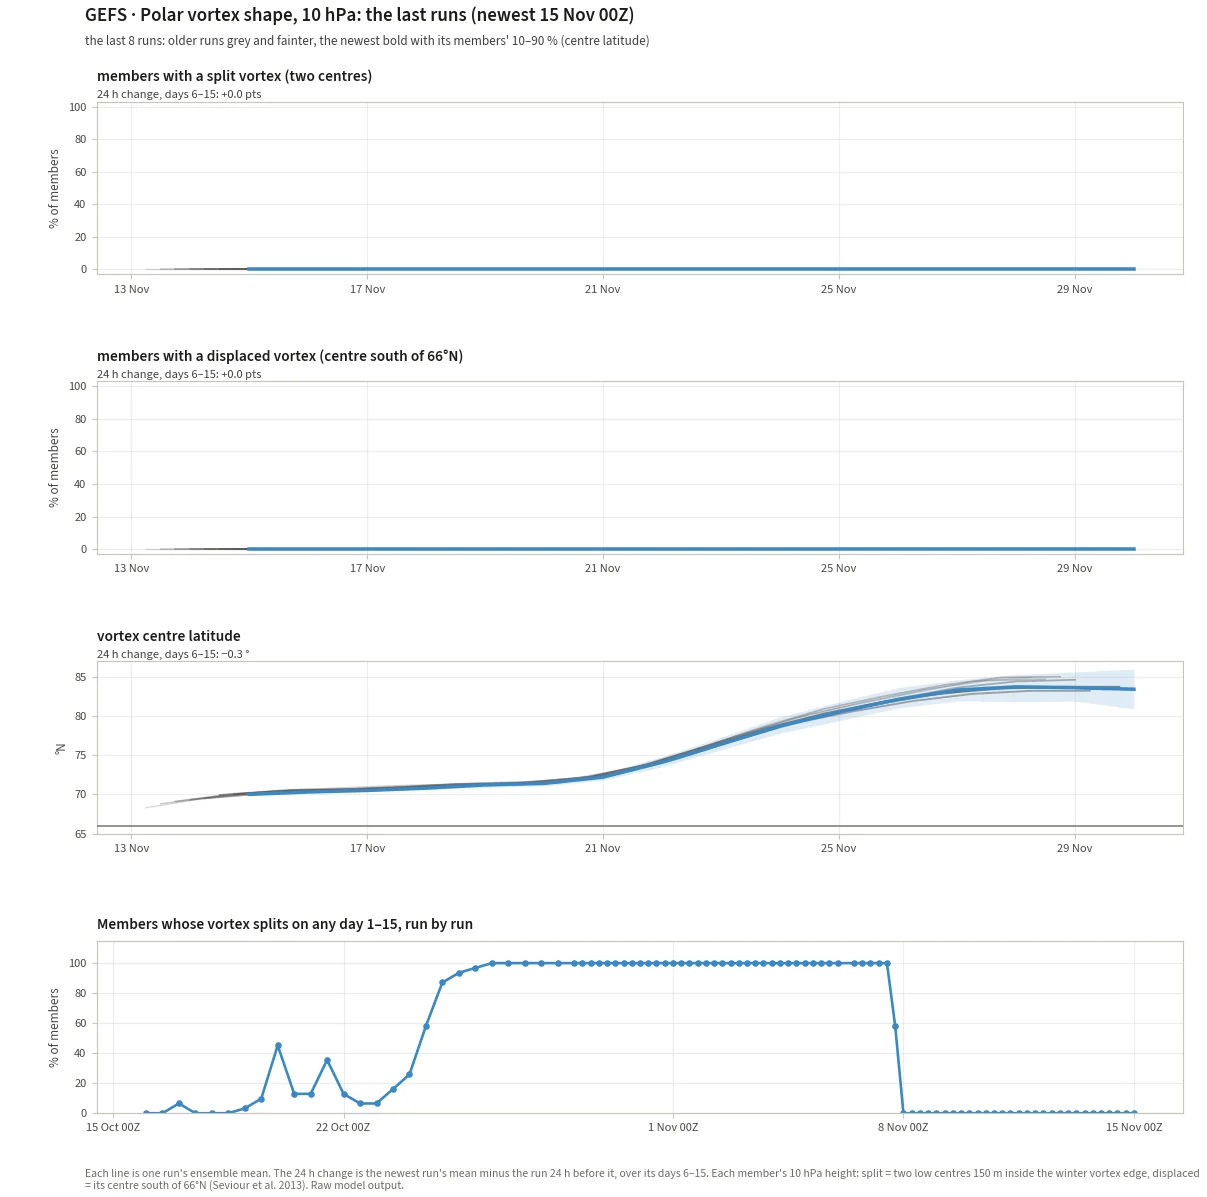 GEFS · Polar vortex shape, 10 hPa: the last runs (newest 15 Nov 00Z)
the last 8 runs: older runs grey and fainter, the newest bold with its members' 10–90 % (centre latitude)
members with a split vortex (two centres)
24 h change, days 6–15: +0.0 pts
100
80
60
40
20
0
% of members
13 Nov 17 Nov 21 Nov 25 Nov 29 Nov
members with a displaced vortex (centre south of 66°N)
24 h change, days 6–15: +0.0 pts
100
80
60
40
20
0
% of members
13 Nov 17 Nov 21 Nov 25 Nov 29 Nov
vortex centre latitude
24 h change, days 6–15: −0.3 °
85
80
75
70
65
°N
13 Nov 17 Nov 21 Nov 25 Nov 29 Nov
Members whose vortex splits on any day 1–15, run by run
100
80
60
40
20
0
% of members
15 Oct 00Z 22 Oct 00Z 1 Nov 00Z 8 Nov 00Z 15 Nov 00Z
Each line is one run's ensemble mean. The 24 h change is the newest run's mean minus the run 24 h before it, over its days 6–15. Each member's 10 hPa height: split = two low centres 150 m inside the winter vortex edge, displaced
= its centre south of 66°N (Seviour et al. 2013). Raw model output.